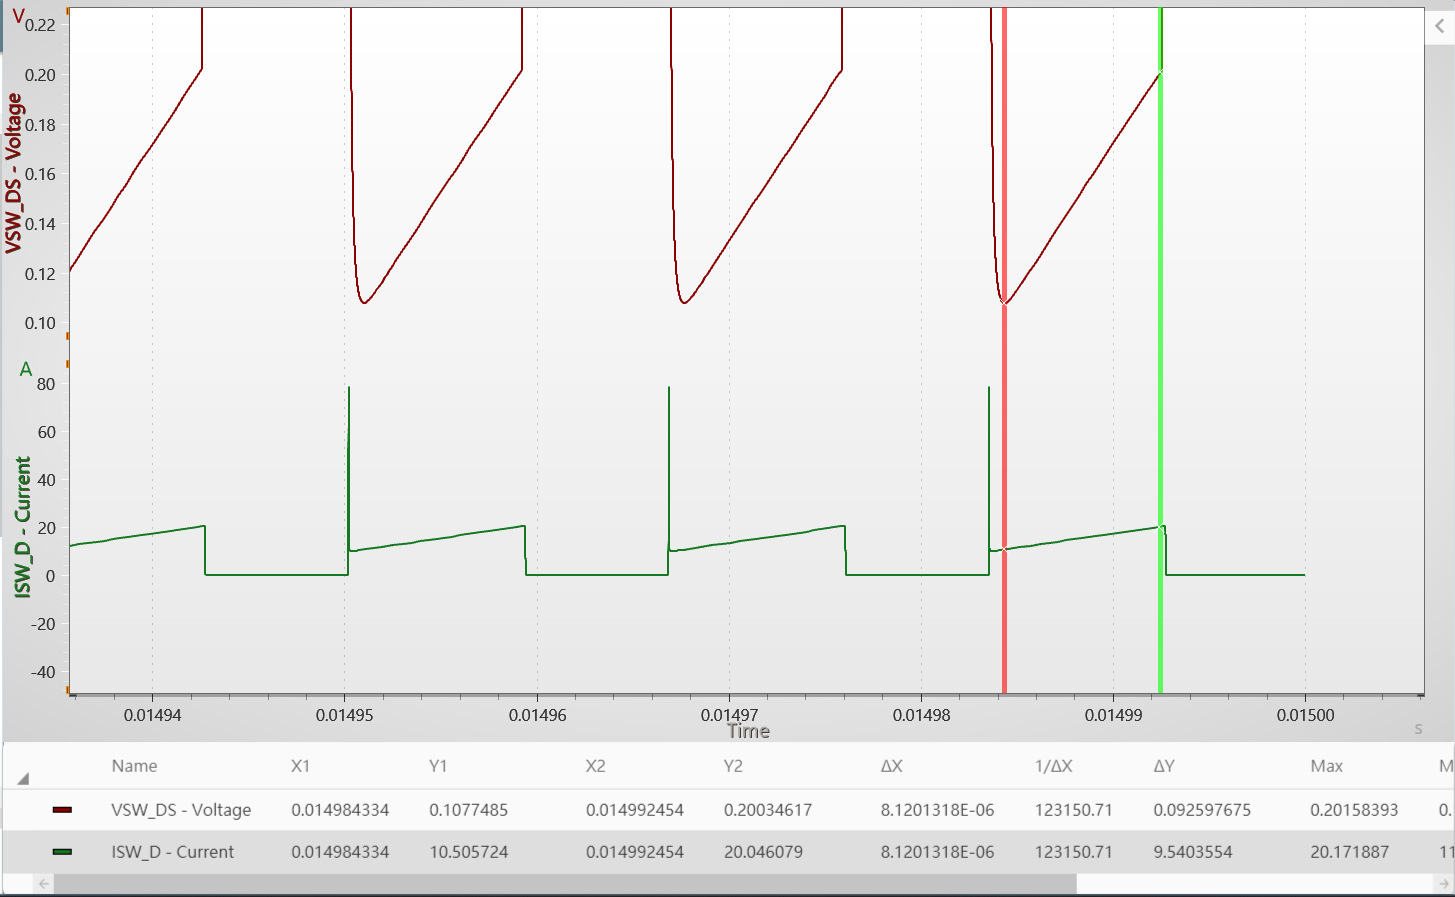 V
0.22
0.20
0.18
0.16
0.14
0.12
0.10
VSW_DS - Voltage
A
80
60
40
20
0
-20
-40
ISW_D - Current
0.01494 0.01495 0.01496 0.01497 0.01498 0.01499 0.01500
Time
s
Name X1 Y1 X2 Y2 ΔX 1/ΔX ΔY Max M
VSW_DS - Voltage 0.014984334 0.1077485 0.014992454 0.20034617 8.1201318E-06 123150.71 0.092597675 0.20158393 0.
ISW_D - Current 0.014984334 10.505724 0.014992454 20.046079 8.1201318E-06 123150.71 9.5403554 20.171887 11